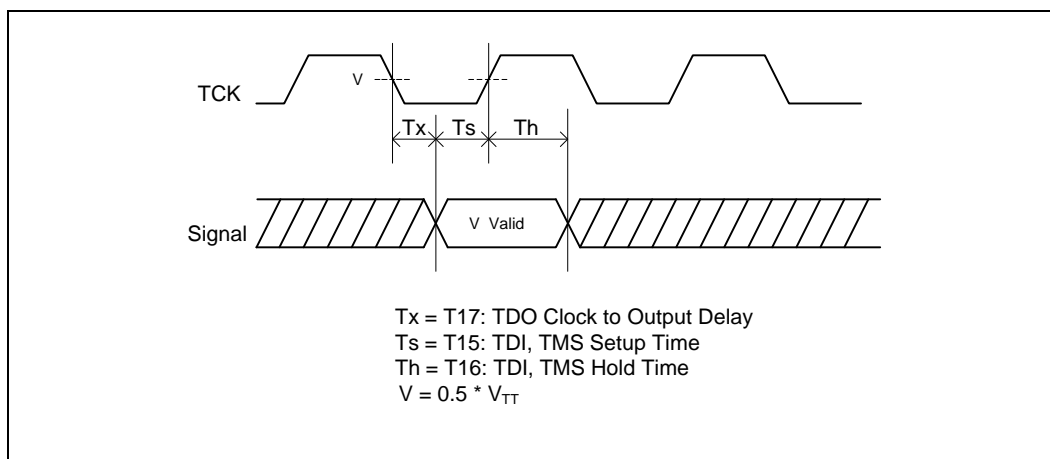 V
TCK
Tx Ts Th
V Valid
Signal
Tx = T17: TDO Clock to Output Delay
Ts = T15: TDI, TMS Setup Time
Th = T16: TDI, TMS Hold Time
V = 0.5 * VTT